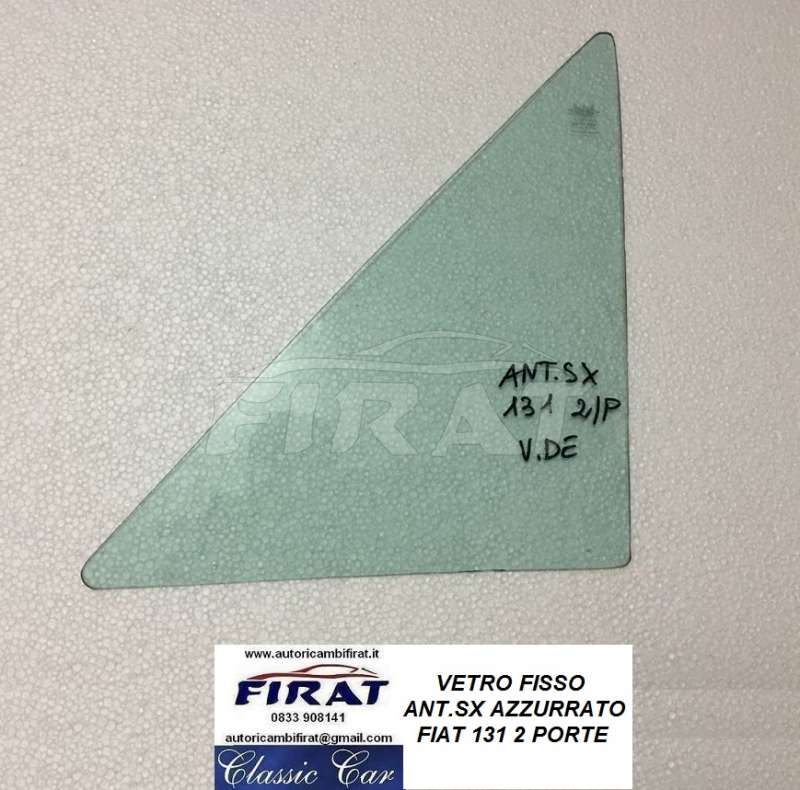 FIRAT
ANT.SX
131 2/P
V.DE
www.autoricambifirat.it
FIRAT
0833 908141
autoricambifirat@gmail.com
Classic Car
VETRO FISSO
ANT.SX AZZURRATO
FIAT 131 2 PORTE